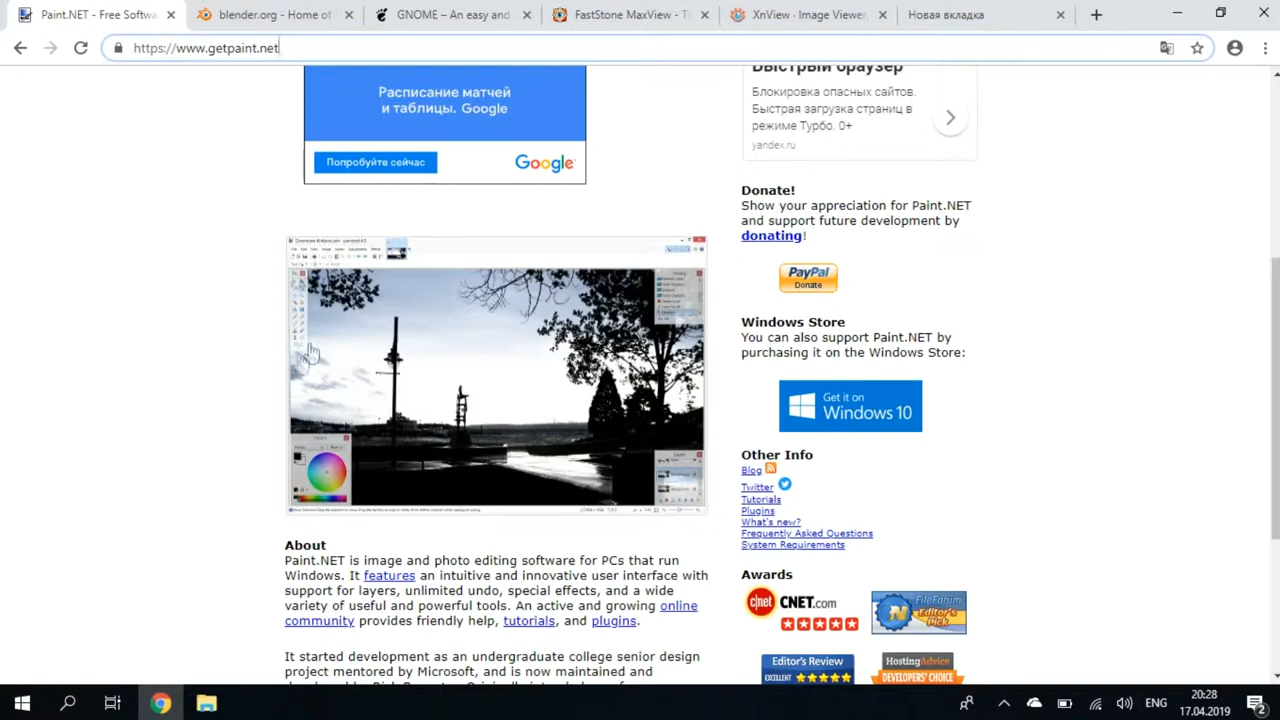 Paint.NET - Free Softwa
blender.org - Home of
GNOME – An easy and
FastStone MaxView - T
XnView - Image Viewer,
Новая вкладка
https://www.getpaint.net
Расписание матчей
и таблицы. Google
Попробуйте сейчас
Google
Быстрый браузер
Блокировка опасных сайтов.
Быстрая загрузка страниц в
режиме Турбо. 0+
yandex.ru
Donate!
Show your appreciation for Paint.NET
and support future development by
donating!
PayPal
Donate
Windows Store
You can also support Paint.NET by
purchasing it on the Windows Store:
Get it on
Windows 10
Other Info
Blog
Twitter
Tutorials
Plugins
What's new?
Frequently Asked Questions
System Requirements
About
Paint.NET is image and photo editing software for PCs that run
Windows. It features an intuitive and innovative user interface with
support for layers, unlimited undo, special effects, and a wide
variety of useful and powerful tools. An active and growing online
community provides friendly help, tutorials, and plugins.
It started development as an undergraduate college senior design
project mentored by Microsoft, and is now maintained and
Awards
c|net CNET.com
FileForum
Editor's
Pick
Editor's Review
EXCELLENT
HostingAdvice
DEVELOPERS' CHOICE
ENG
20:28
17.04.2019
2